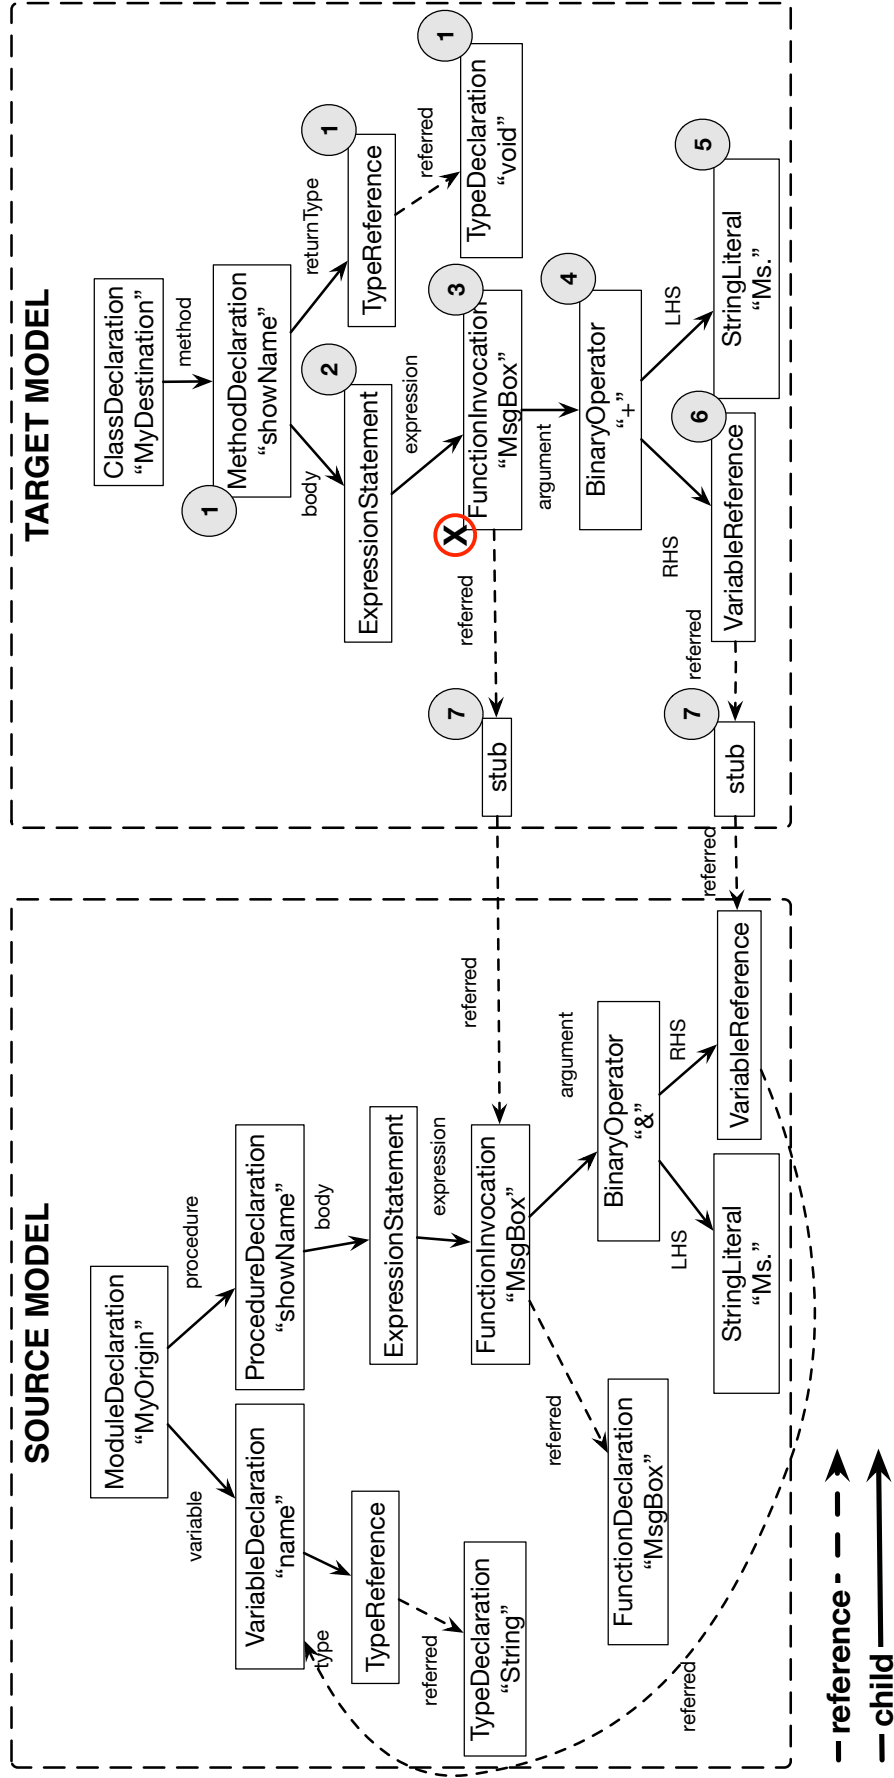 SOURCE MODEL
ModuleDeclaration
“MyOrigin”
variable
procedure
VariableDeclaration
“name”
ProcedureDeclaration
“showName”
type
body
TypeReference
ExpressionStatement
referred
expression
TypeDeclaration
“String”
FunctionInvocation
“MsgBox”
referred
argument
FunctionDeclaration
“MsgBox”
BinaryOperator
“&”
LHS
RHS
StringLiteral
“Ms.”
VariableReference
referred
referred
referred
TARGET MODEL
ClassDeclaration
“MyDestination”
method
1
MethodDeclaration
“showName”
body
returnType
2
ExpressionStatement
1
TypeReference
expression
referred
1
TypeDeclaration
“void”
X
3
FunctionInvocation
“MsgBox”
referred
7
stub
argument
4
BinaryOperator
“+”
RHS
LHS
6
VariableReference
5
StringLiteral
“Ms.”
referred
7
stub
reference
child